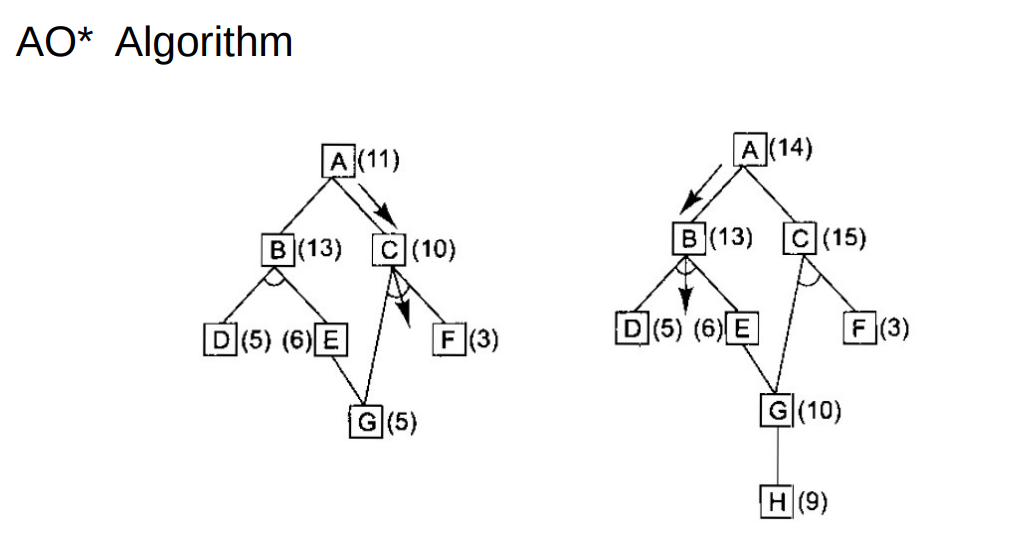 AO* Algorithm
A (11)
B (13) C (10)
D (5) (6) E F (3)
G (5)
A (14)
B (13) C (15)
D (5) (6) E F (3)
G (10)
H (9)